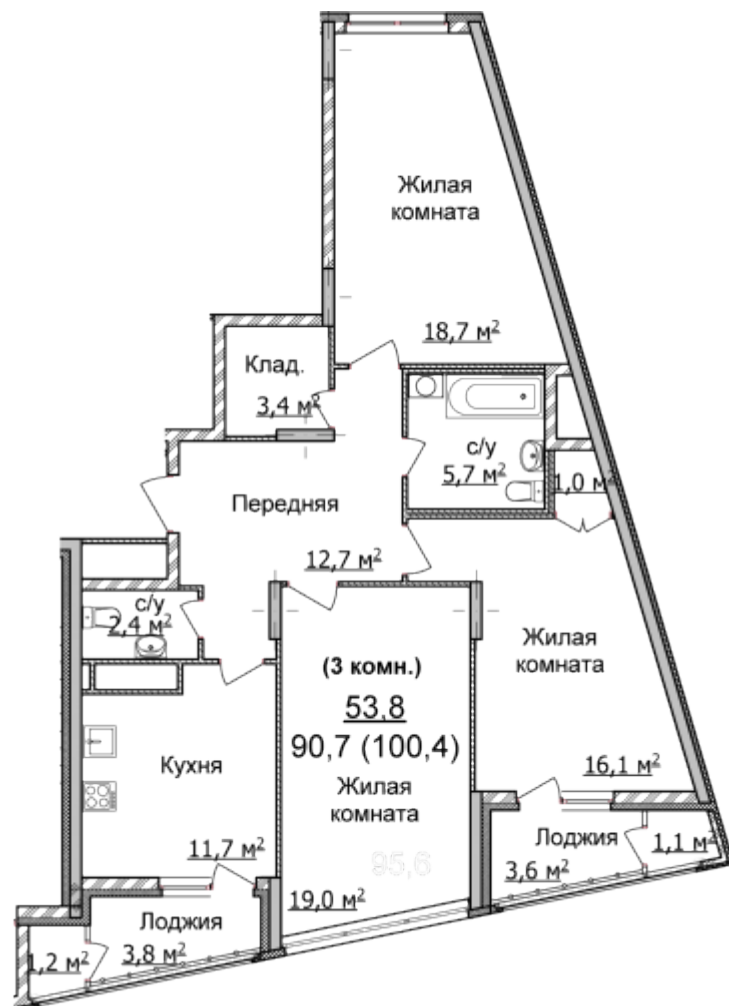 Жилая
комната
18,7 м²
Клад.
3,4 м²
с/у
5,7 м²
1,0 м²
Передняя
12,7 м²
с/у
2,4 м²
Жилая
комната
16,1 м²
(3 комн.)
53,8
90,7 (100,4)
Жилая
комната
95,6
19,0 м²
Кухня
11,7 м²
Лоджия
3,6 м²
1,1 м²
Лоджия
3,8 м²
1,2 м²